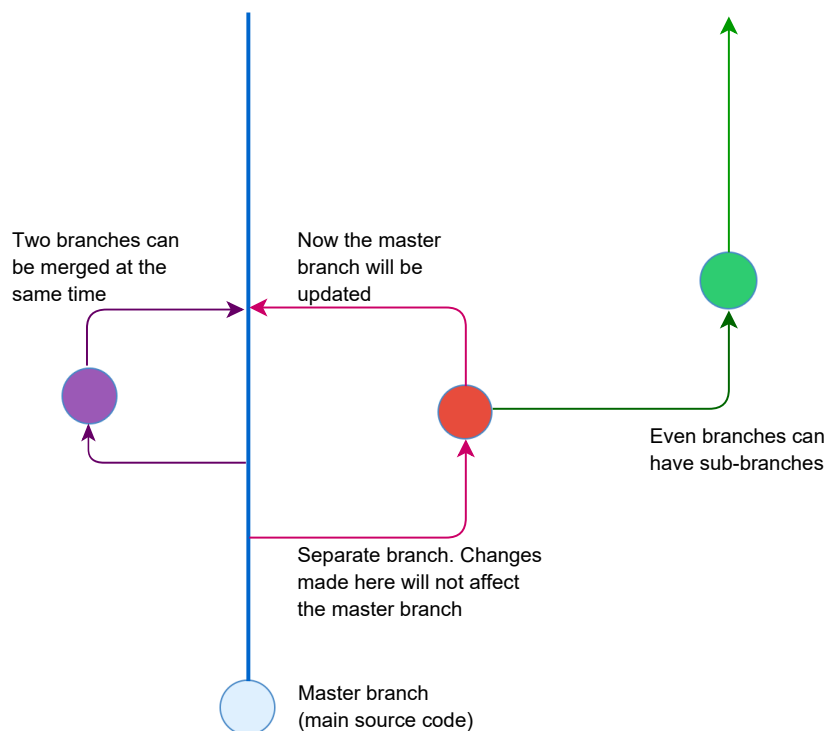 Two branches can
be merged at the
same time
Now the master
branch will be
updated
Even branches can
have sub-branches
Separate branch. Changes
made here will not affect
the master branch
Master branch
(main source code)